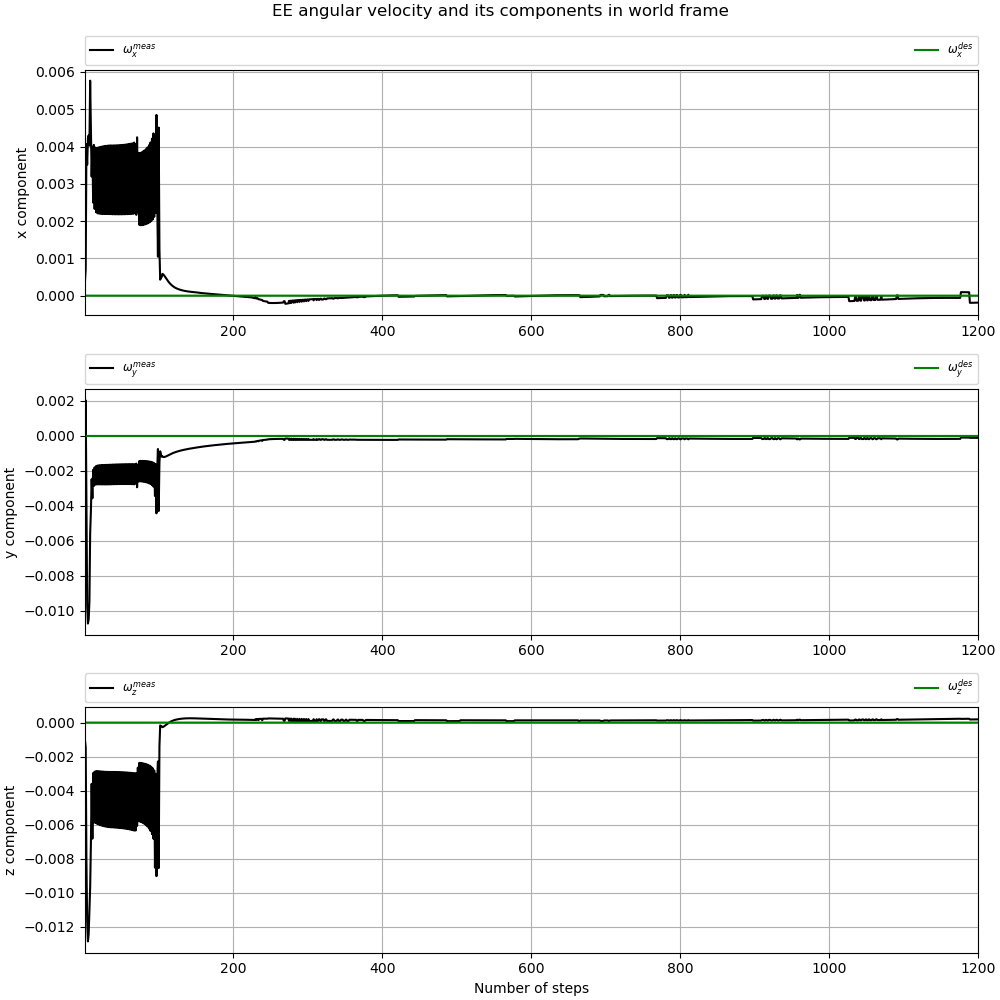 EE angular velocity and its components in world frame
ω_x^{meas} ω_x^{des}
0.006
0.005
0.004
0.003
0.002
0.001
0.000
x component
200 400 600 800 1000 1200
ω_y^{meas} ω_y^{des}
0.002
0.000
−0.002
−0.004
−0.006
−0.008
−0.010
y component
200 400 600 800 1000 1200
ω_z^{meas} ω_z^{des}
0.000
−0.002
−0.004
−0.006
−0.008
−0.010
−0.012
z component
200 400 600 800 1000 1200
Number of steps